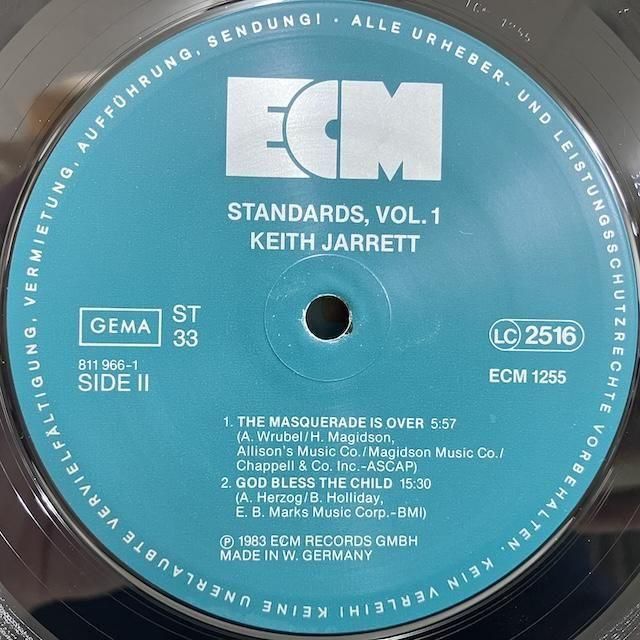 ALLE URHEBER- UND LEISTUNGSSCHUTZRECHTE VORBEHALTEN. KEIN VERLEIH! KEINE UNERLAUBTE VERVIELFÄLTIGUNG, VERMIETUNG, AUFFÜHRUNG, SENDUNG! ·
ECM
STANDARDS, VOL. 1
KEITH JARRETT
GEMA
ST
33
LC 2516
811 966-1
SIDE II
ECM 1255
1. THE MASQUERADE IS OVER 5:57
(A. Wrubel/H. Magidson,
Allison's Music Co./Magidson Music Co./
Chappell & Co. Inc.-ASCAP)
2. GOD BLESS THE CHILD 15:30
(A. Herzog/B. Holliday,
E. B. Marks Music Corp.-BMI)
℗ 1983 ECM RECORDS GMBH
MADE IN W. GERMANY